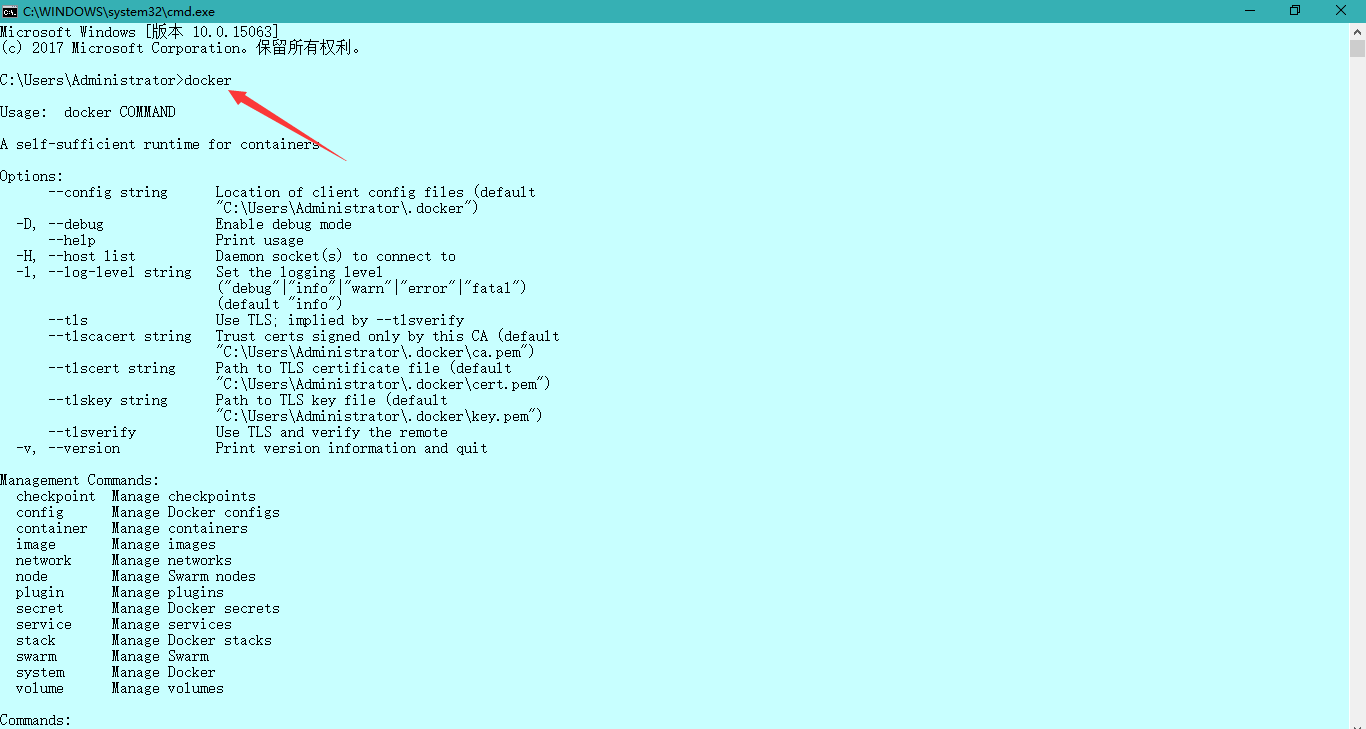 C:\WINDOWS\system32\cmd.exe
Microsoft Windows [版本 10.0.15063]
(c) 2017 Microsoft Corporation。保留所有权利。
C:\Users\Administrator>docker
Usage:  docker COMMAND
A self-sufficient runtime for containers
Options:
      --config string      Location of client config files (default
                           "C:\Users\Administrator\.docker")
  -D, --debug              Enable debug mode
      --help               Print usage
  -H, --host list          Daemon socket(s) to connect to
  -l, --log-level string   Set the logging level
                           ("debug"|"info"|"warn"|"error"|"fatal")
                           (default "info")
      --tls                Use TLS; implied by --tlsverify
      --tlscacert string   Trust certs signed only by this CA (default
                           "C:\Users\Administrator\.docker\ca.pem")
      --tlscert string     Path to TLS certificate file (default
                           "C:\Users\Administrator\.docker\cert.pem")
      --tlskey string      Path to TLS key file (default
                           "C:\Users\Administrator\.docker\key.pem")
      --tlsverify          Use TLS and verify the remote
  -v, --version            Print version information and quit
Management Commands:
  checkpoint  Manage checkpoints
  config      Manage Docker configs
  container   Manage containers
  image       Manage images
  network     Manage networks
  node        Manage Swarm nodes
  plugin      Manage plugins
  secret      Manage Docker secrets
  service     Manage services
  stack       Manage Docker stacks
  swarm       Manage Swarm
  system      Manage Docker
  volume      Manage volumes
Commands: